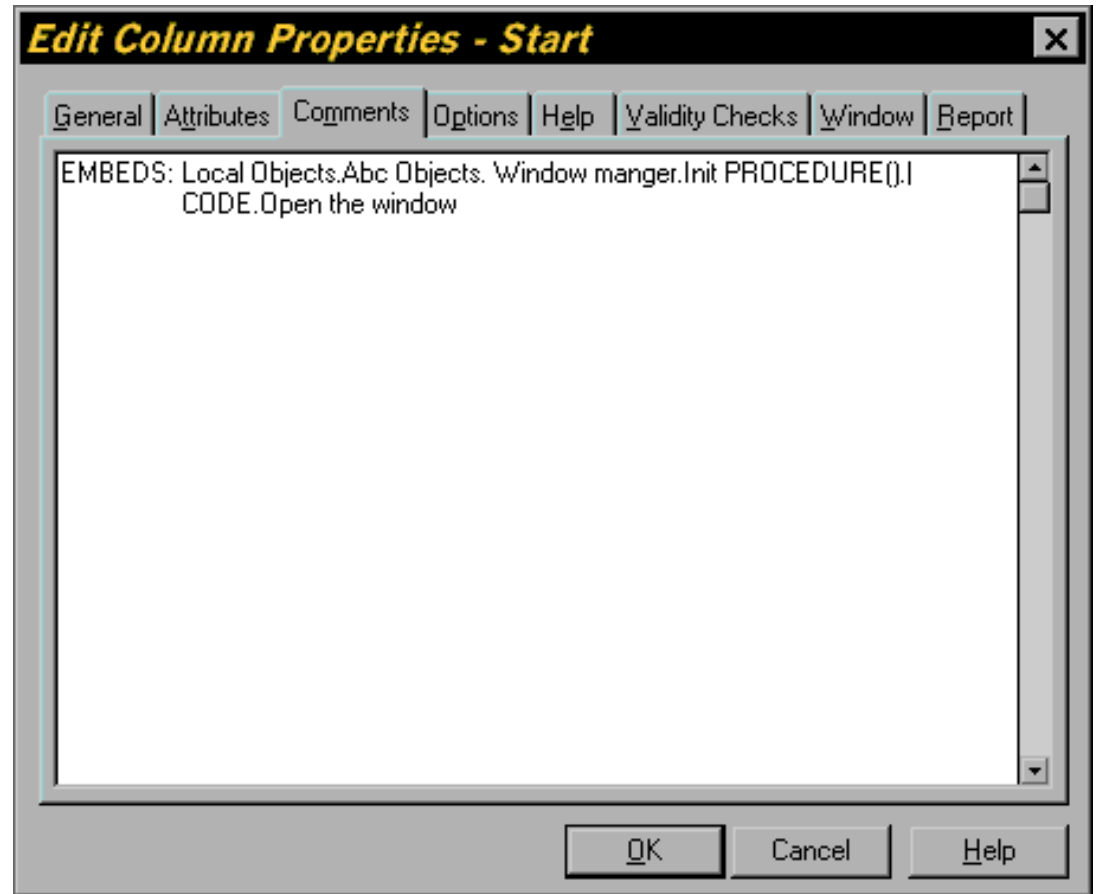 Edit Column Properties - Start
General Attributes Comments Options Help Validity Checks Window Report
EMBEDS: Local Objects.Abc Objects. Window manger.Init PROCEDURE().|
CODE.Open the window
OK Cancel Help